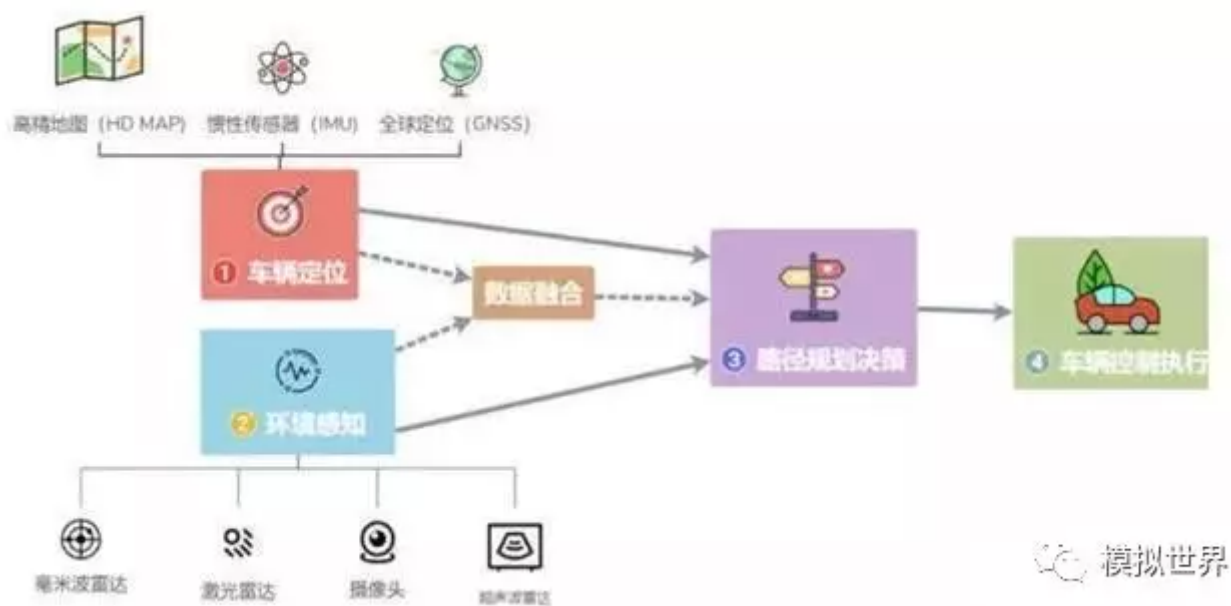 高精地图（HD MAP)
惯性传感器（IMU)
全球定位（GNSS)
1 车辆定位
数据融合
2 环境感知
3 路径规划决策
4 车辆控制执行
毫米波雷达
激光雷达
摄像头
超声波雷达
模拟世界